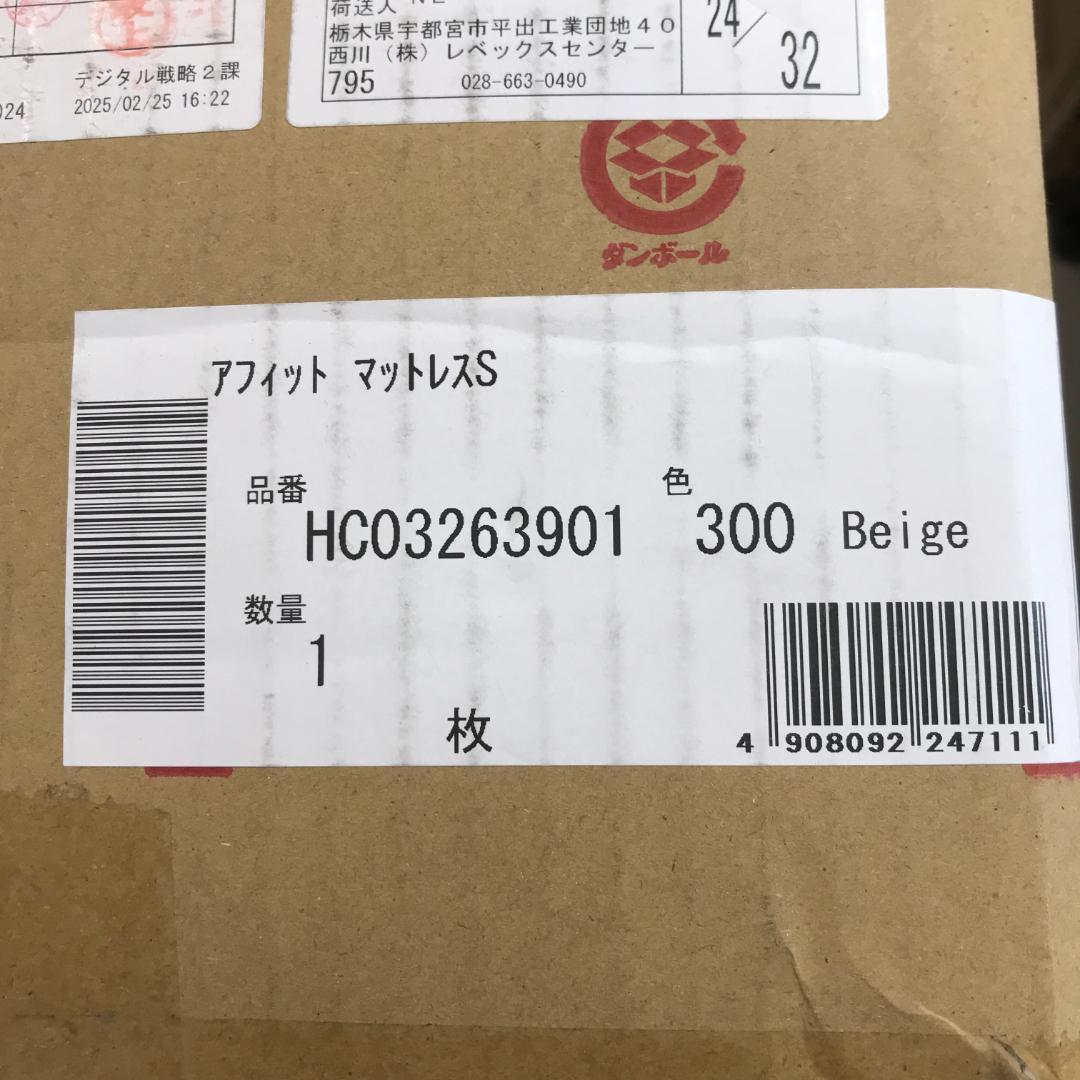 デジタル戦略２課
024
2025/02/25 16:22
荷送人
栃木県宇都宮市平出工業団地４０
西川（株）レベックスセンター
795 028-663-0490
24/
32
ダンボール
アフィット マットレスS
品番
HC03263901
色
300 Beige
数量
1
枚
4 908092 247111